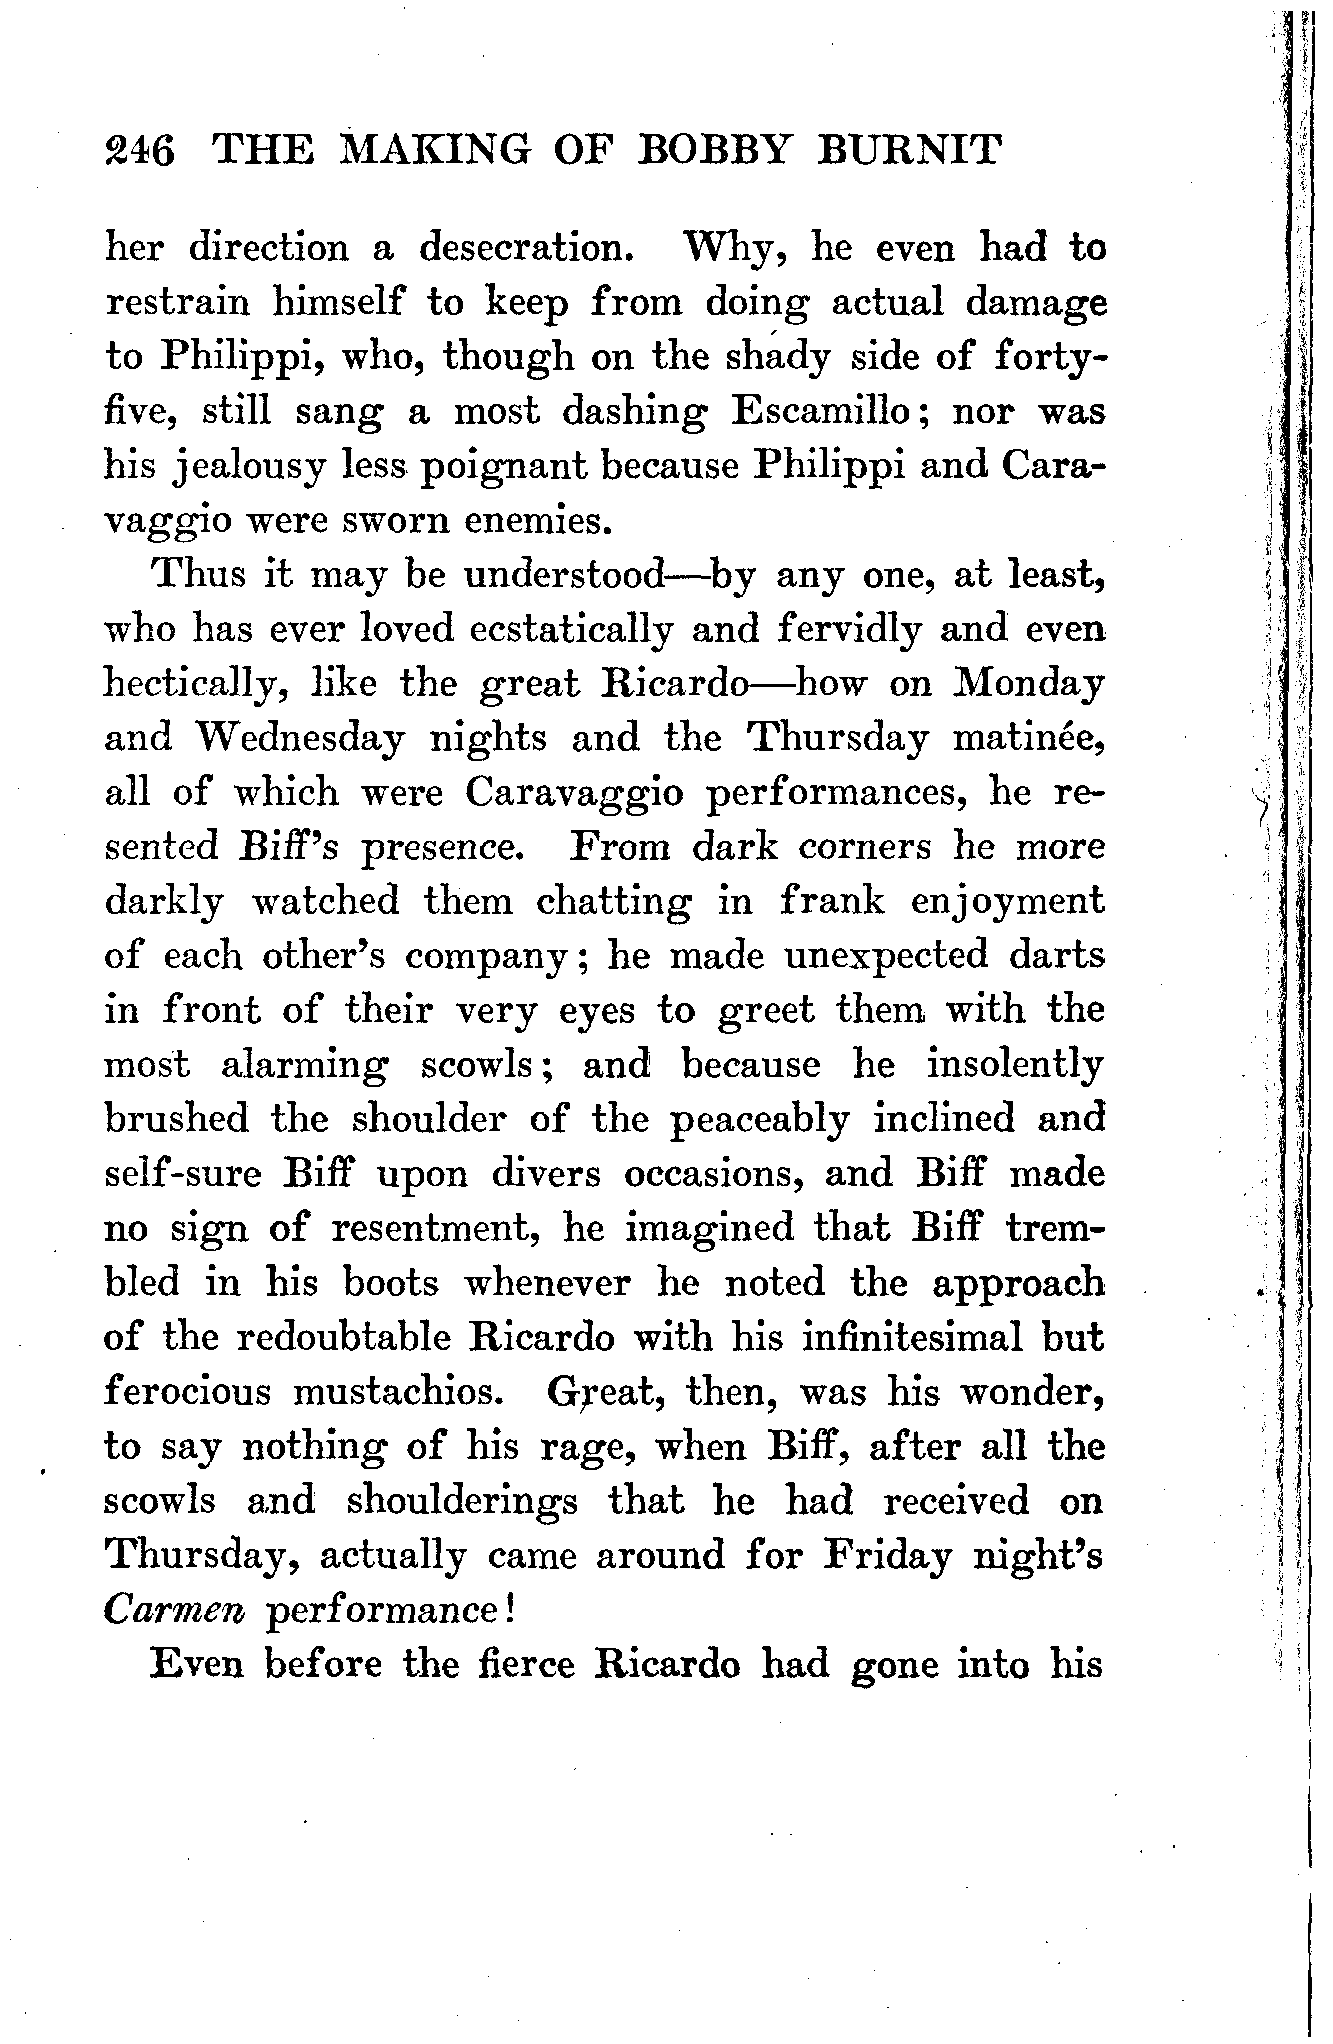 246 THE MAKING OF BOBBY BURNIT
her direction a desecration. Why, he even had to
restrain himself to keep from doing actual damage
to Philippi, who, though on the shady side of forty-
five, still sang a most dashing Escamillo; nor was
his jealousy less poignant because Philippi and Cara-
vaggio were sworn enemies.
Thus it may be understood—by any one, at least,
who has ever loved ecstatically and fervidly and even
hectically, like the great Ricardo—how on Monday
and Wednesday nights and the Thursday matinée,
all of which were Caravaggio performances, he re-
sented Biff's presence. From dark corners he more
darkly watched them chatting in frank enjoyment
of each other's company; he made unexpected darts
in front of their very eyes to greet them with the
most alarming scowls; and because he insolently
brushed the shoulder of the peaceably inclined and
self-sure Biff upon divers occasions, and Biff made
no sign of resentment, he imagined that Biff trem-
bled in his boots whenever he noted the approach
of the redoubtable Ricardo with his infinitesimal but
ferocious mustachios. Great, then, was his wonder,
to say nothing of his rage, when Biff, after all the
scowls and shoulderings that he had received on
Thursday, actually came around for Friday night's
Carmen performance!
Even before the fierce Ricardo had gone into his